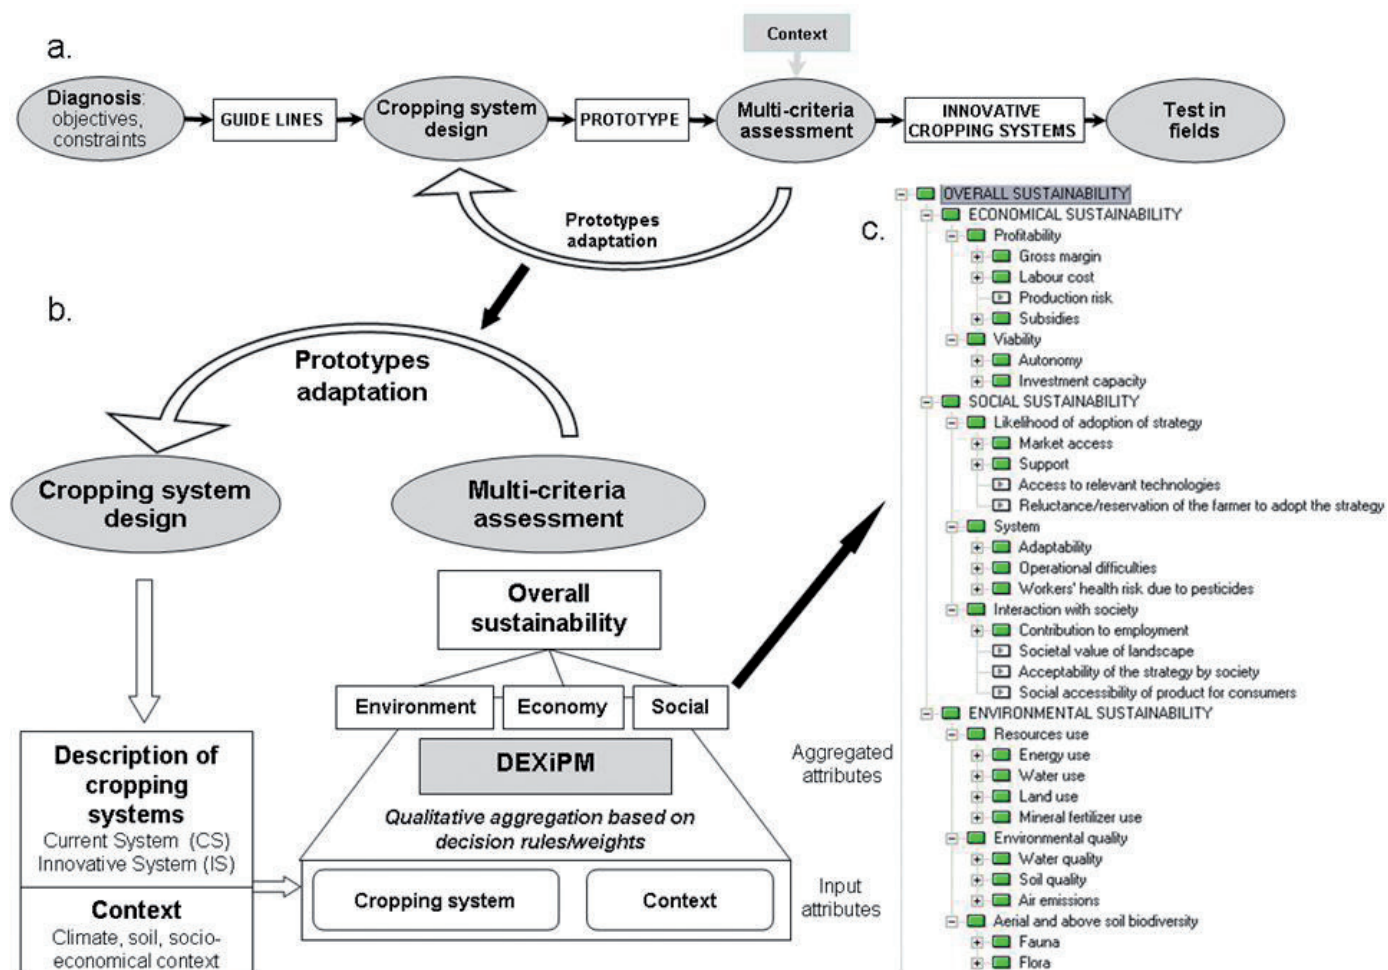 a.
Context
Diagnosis:
objectives,
constraints
GUIDE LINES
Cropping system
design
PROTOTYPE
Multi-criteria
assessment
INNOVATIVE
CROPPING SYSTEMS
Test in
fields
Prototypes
adaptation
b.
Prototypes
adaptation
Cropping system
design
Multi-criteria
assessment
Overall
sustainability
Environment
Economy
Social
DEXiPM
Qualitative aggregation based on
decision rules/weights
Aggregated
attributes
Description of
cropping
systems
Current System (CS)
Innovative System (IS)
Context
Climate, soil, socio-
economical context
Cropping system
Context
Input
attributes
c.
OVERALL SUSTAINABILITY
ECONOMICAL SUSTAINABILITY
Profitability
Gross margin
Labour cost
Production risk
Subsidies
Viability
Autonomy
Investment capacity
SOCIAL SUSTAINABILITY
Likelihood of adoption of strategy
Market access
Support
Access to relevant technologies
Reluctance/reservation of the farmer to adopt the strategy
System
Adaptability
Operational difficulties
Workers' health risk due to pesticides
Interaction with society
Contribution to employment
Societal value of landscape
Acceptability of the strategy by society
Social accessibility of product for consumers
ENVIRONMENTAL SUSTAINABILITY
Resources use
Energy use
Water use
Land use
Mineral fertilizer use
Environmental quality
Water quality
Soil quality
Air emissions
Aerial and above soil biodiversity
Fauna
Flora